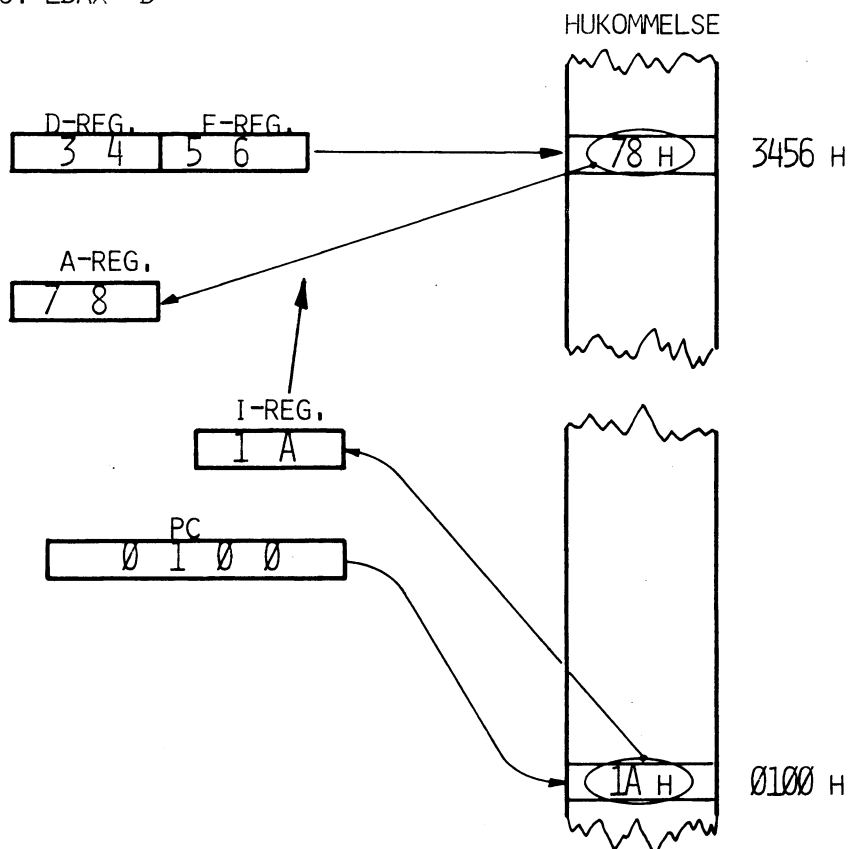 HUKOMMELSE
D-REG. E-REG.
3 4 5 6
78 H 3456 H
A-REG.
7 8
I-REG.
1 A
PC
Ø 1 Ø Ø
1A H Ø1ØØ H